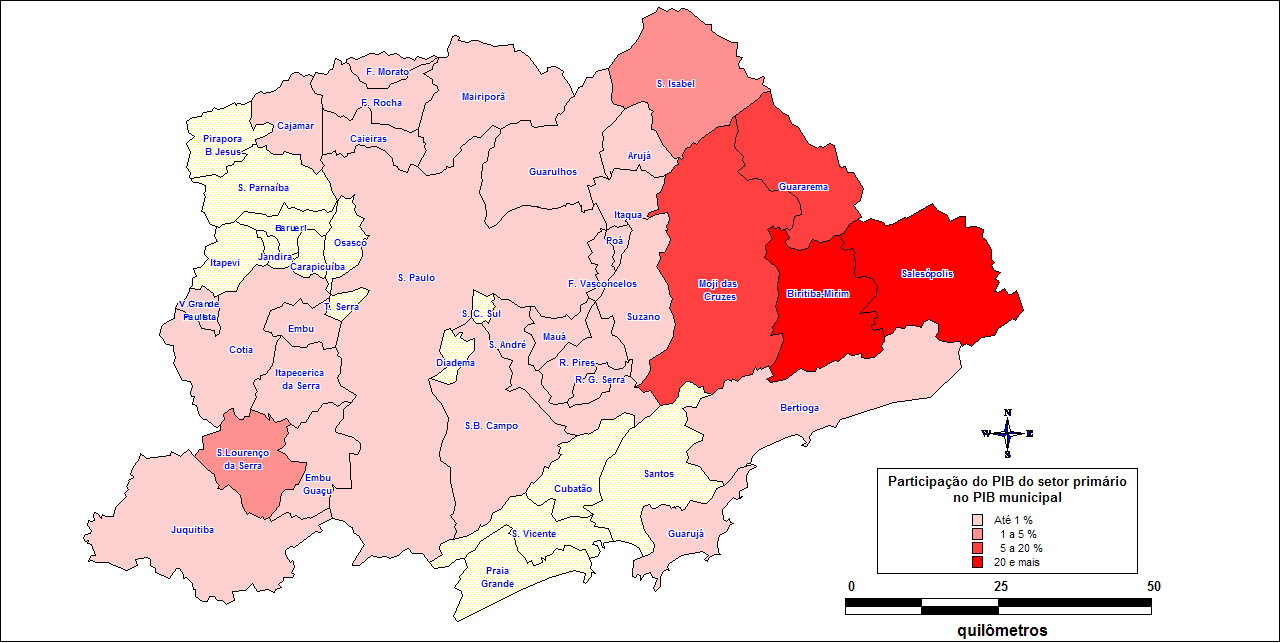 F. Morato
S. Isabel
Mairiporã
F. Rocha
Cajamar
Pirapora
B Jesus
Caieiras
Arujá
Guarulhos
S. Parnaíba
Guararema
Itaqua
Barueri
Osasco
Poá
Jandira
Itapevi
Carapicuíba
S. Paulo
Salesópolis
F. Vasconcelos
Moji das
Cruzes
Biritiba-Mirim
V.Grande
Paulista
T. Serra
S. C. Sul
Suzano
Embu
Mauá
S. André
Cotia
Diadema
R. Pires
Itapecerica
da Serra
R. G. Serra
Bertioga
S.B. Campo
S.Lourenço
da Serra
Santos
Embu
Guaçu
Cubatão
Juquitiba
S. Vicente
Guarujá
Praia
Grande
N
W E
S
Participação do PIB do setor primário
no PIB municipal
Até 1 %
1 a 5 %
5 a 20 %
20 e mais
0 25 50
quilômetros